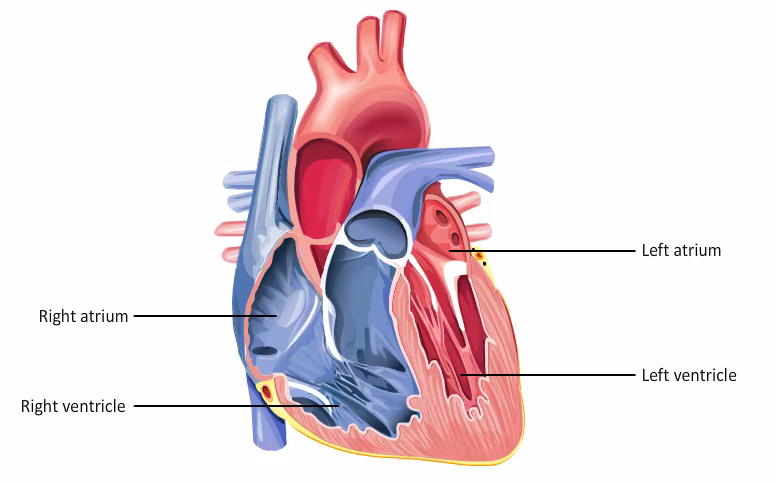 Left atrium
Right atrium
Left ventricle
Right ventricle